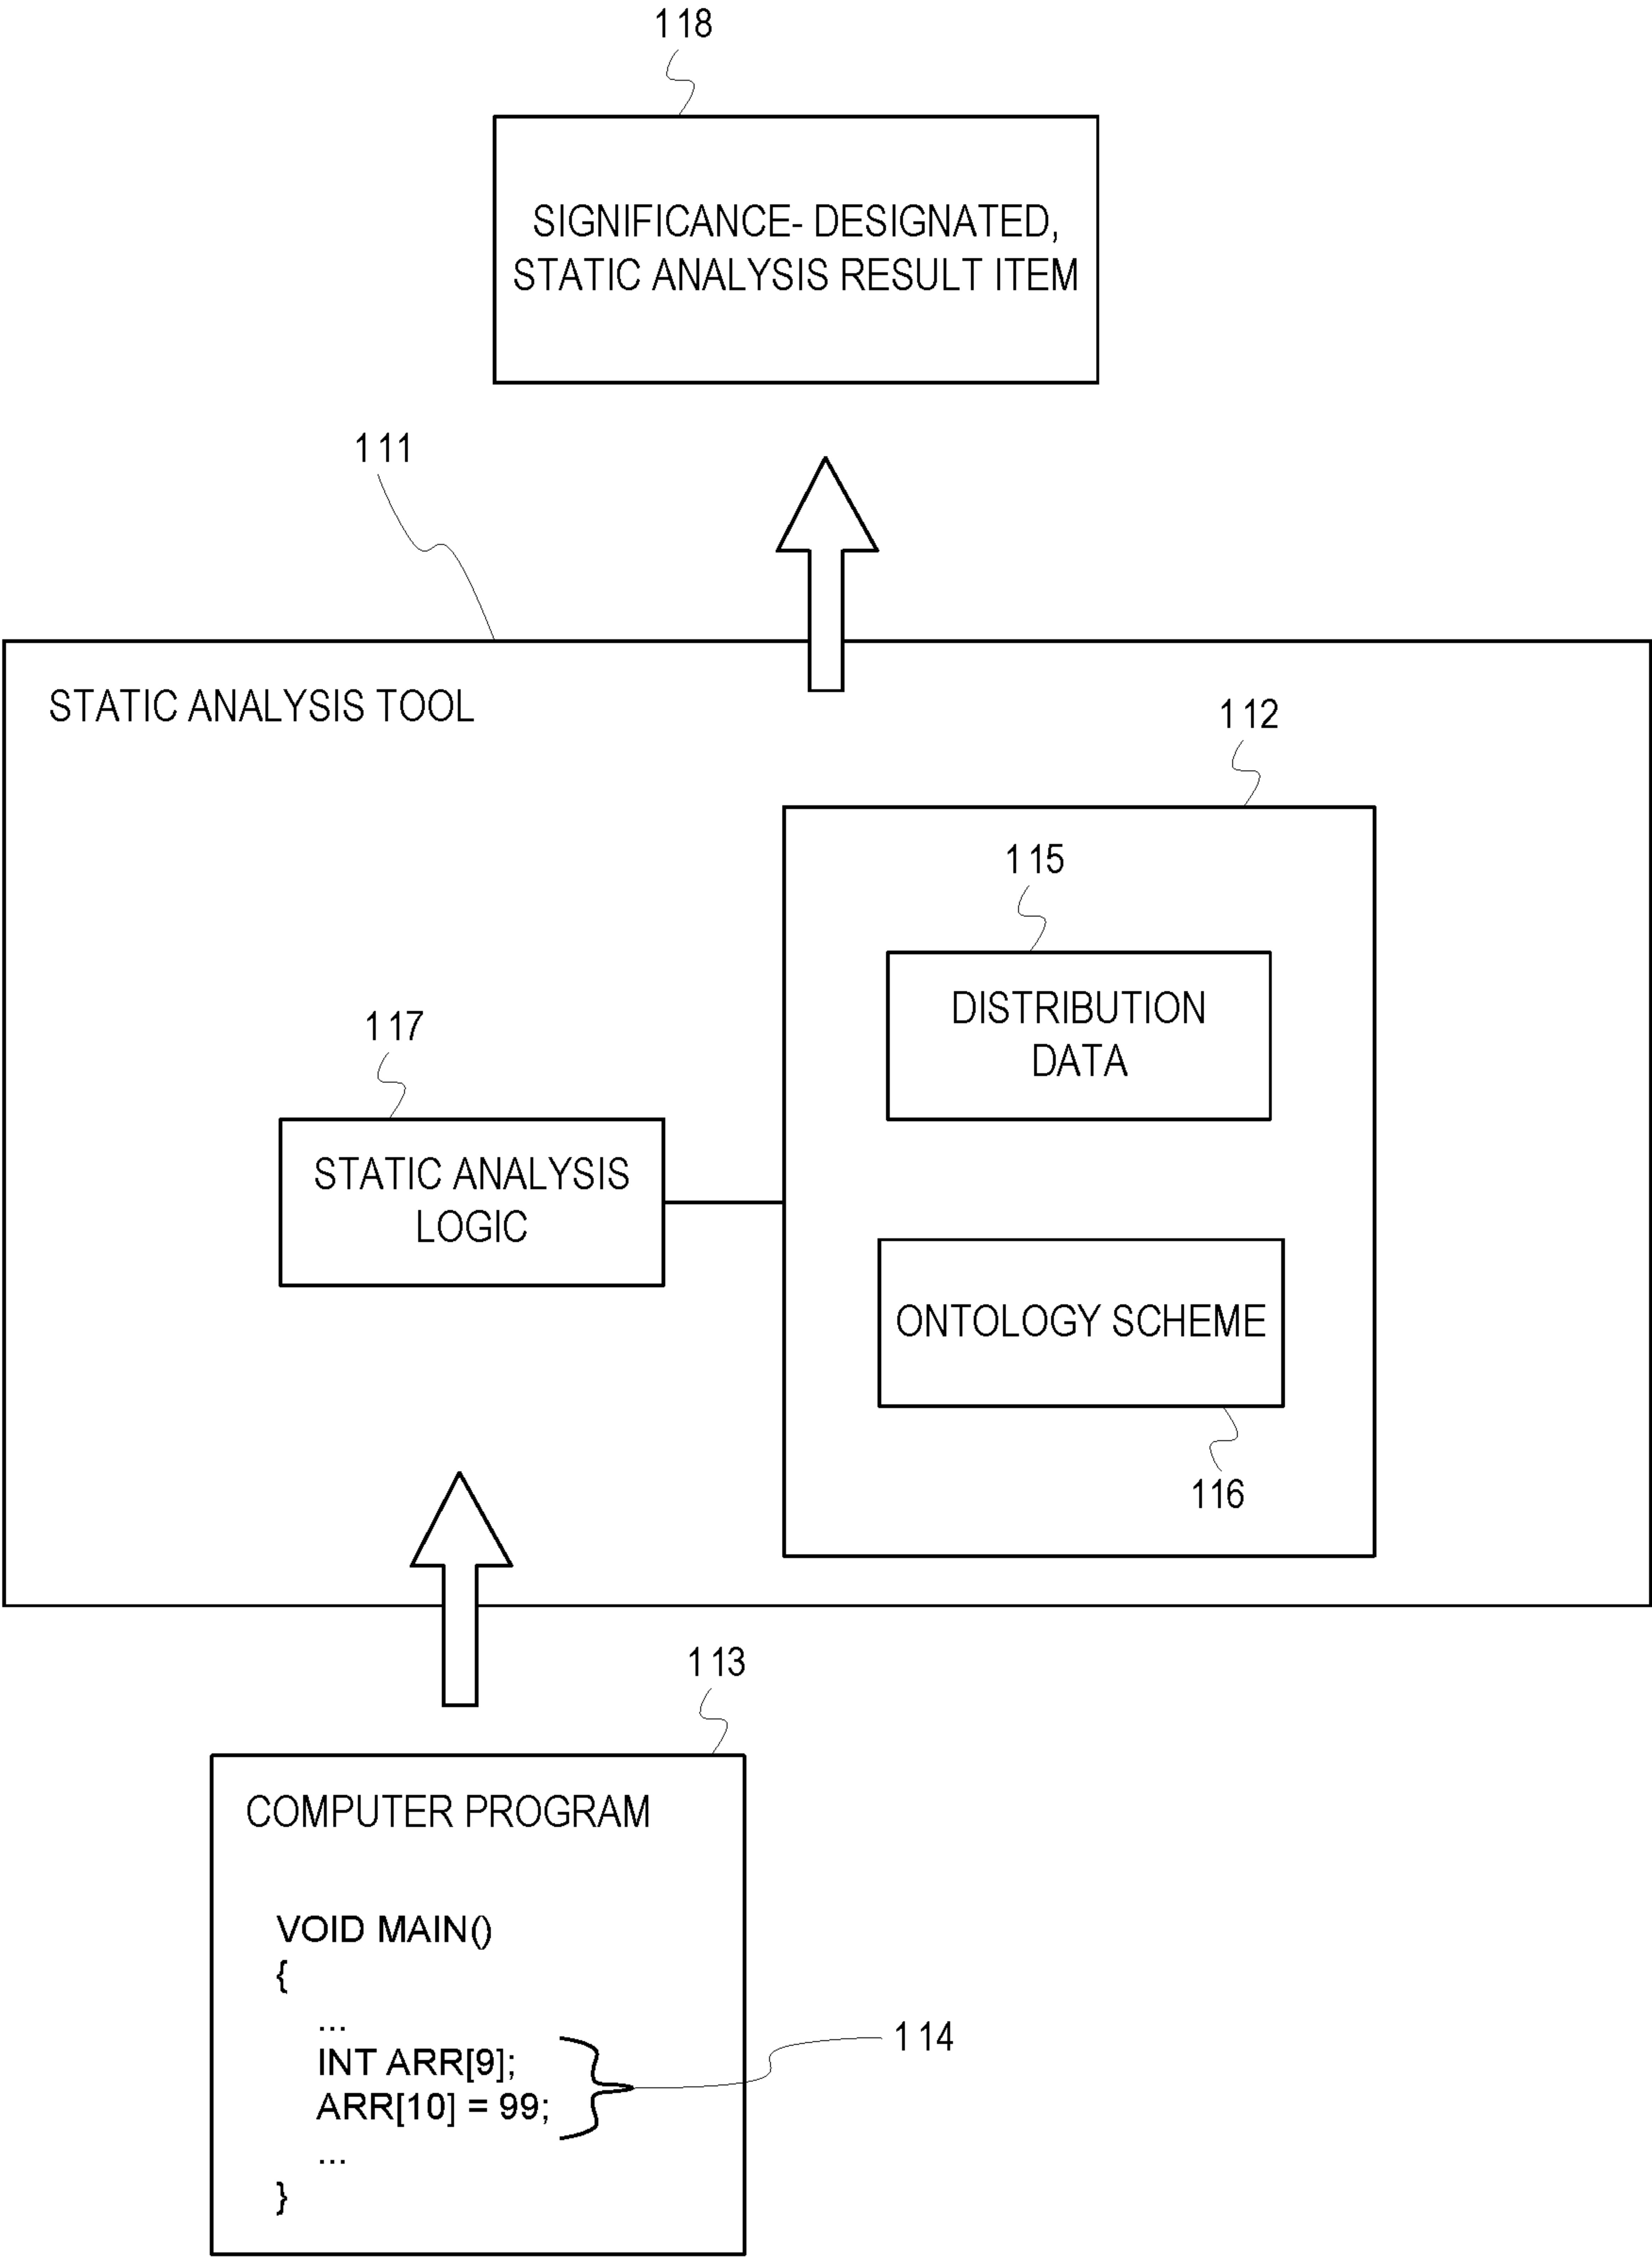 118
SIGNIFICANCE- DESIGNATED,
STATIC ANALYSIS RESULT ITEM
111
STATIC ANALYSIS TOOL
112
115
DISTRIBUTION
DATA
117
STATIC ANALYSIS
LOGIC
ONTOLOGY SCHEME
116
113
COMPUTER PROGRAM
VOID MAIN()
{
...
INT ARR[9];
ARR[10] = 99;
...
}
114